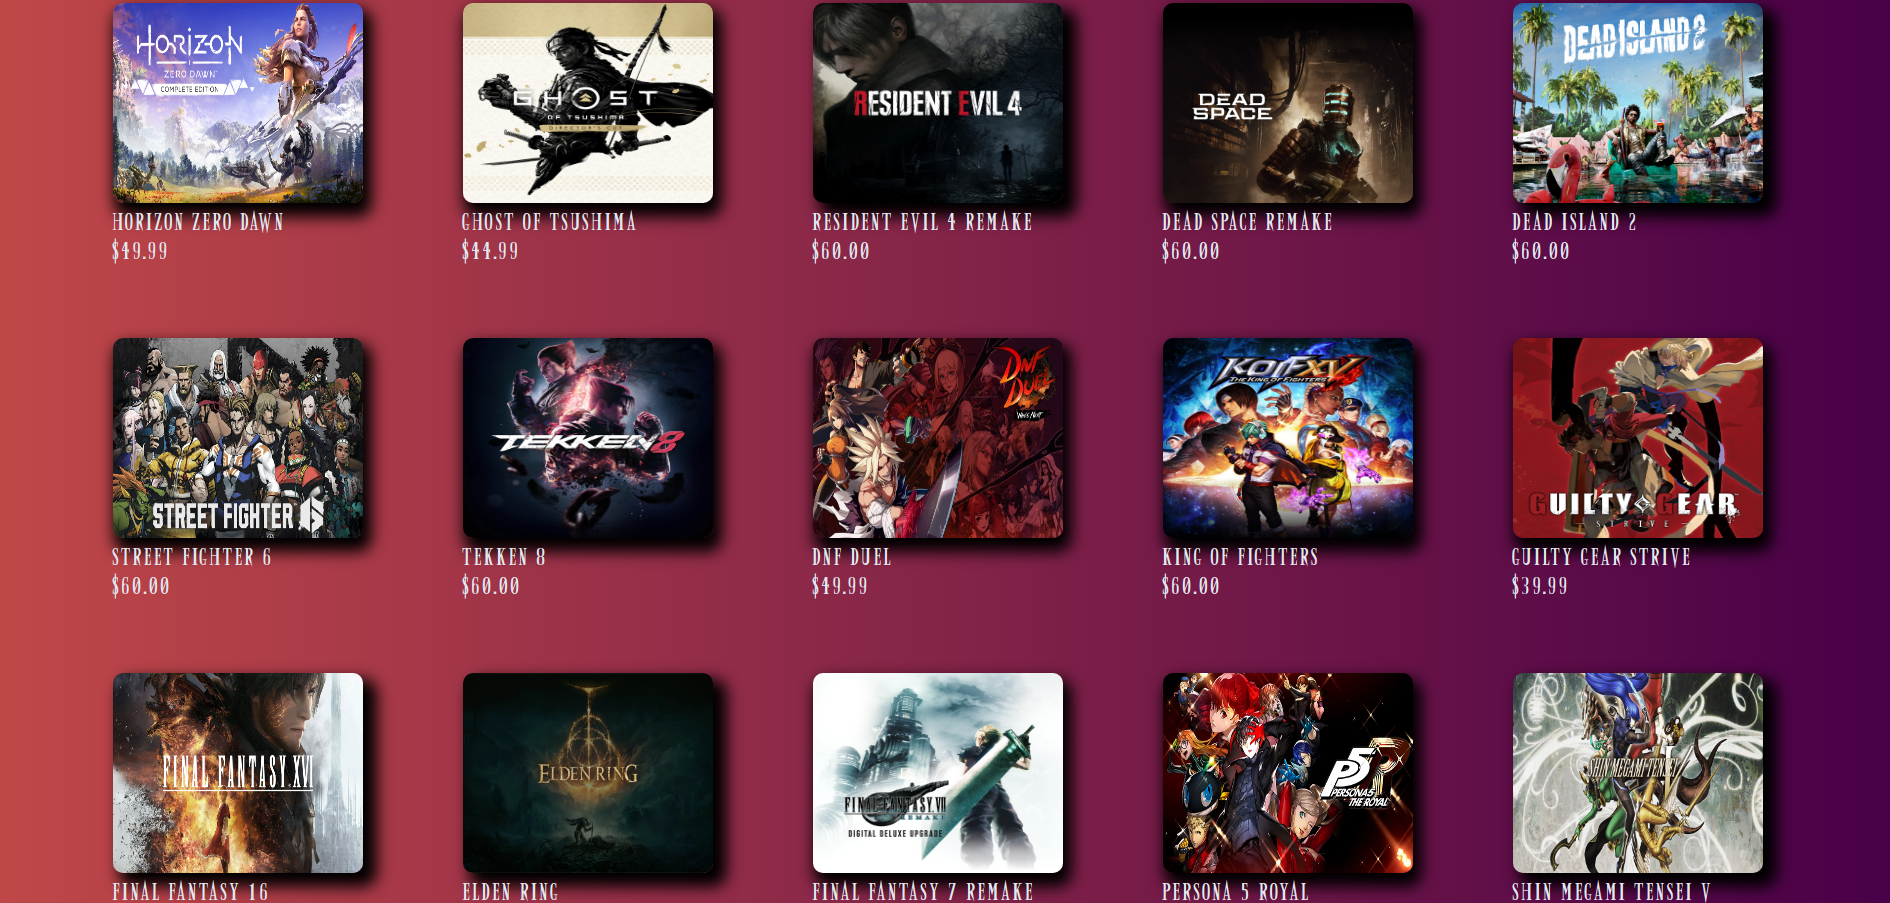 HORIZON
ZERO DAWN
COMPLETE EDITION
GHOST
OF TSUSHIMA
DIRECTOR'S CUT
RESIDENT EVIL 4
DEAD
SPACE
DEAD ISLAND 2
HORIZON ZERO DAWN
GHOST OF TSUSHIMA
RESIDENT EVIL 4 REMAKE
DEAD SPACE REMAKE
DEAD ISLAND 2
$49.99
$44.99
$60.00
$60.00
$60.00
STREET FIGHTER 6
TEKKEN 8
DNF
DUEL
Who's Next
KOFXV
THE KING OF FIGHTERS
GUILTY GEAR
STRIVE
STREET FIGHTER 6
TEKKEN 8
DNF DUEL
KING OF FIGHTERS
GUILTY GEAR STRIVE
$60.00
$60.00
$49.99
$60.00
$39.99
FINAL FANTASY XVI
ELDEN RING
FINAL FANTASY VII
REMAKE
DIGITAL DELUXE UPGRADE
P5R
PERSONA5
THE ROYAL
SHIN MEGAMI TENSEI
FINAL FANTASY 16
ELDEN RING
FINAL FANTASY 7 REMAKE
PERSONA 5 ROYAL
SHIN MEGAMI TENSEI V